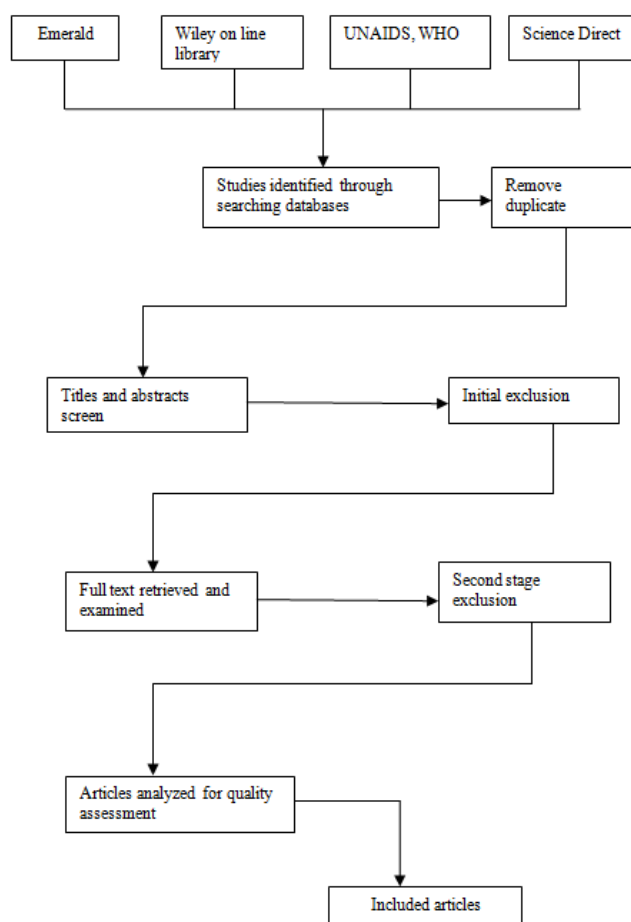 Emerald
Wiley on line
library
UNAIDS, WHO
Science Direct
Studies identified through
searching databases
Remove
duplicate
Titles and abstracts
screen
Initial exclusion
Full text retrieved and
examined
Second stage
exclusion
Articles analyzed for quality
assessment
Included articles